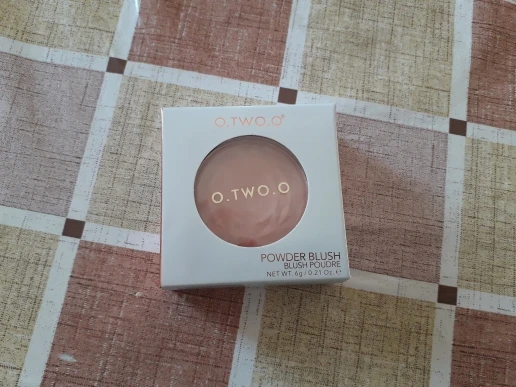 O.TWO.O®
O.TWO.O
POWDER BLUSH
BLUSH POUDRE
NET WT. 6g / 0.21 Oz. e